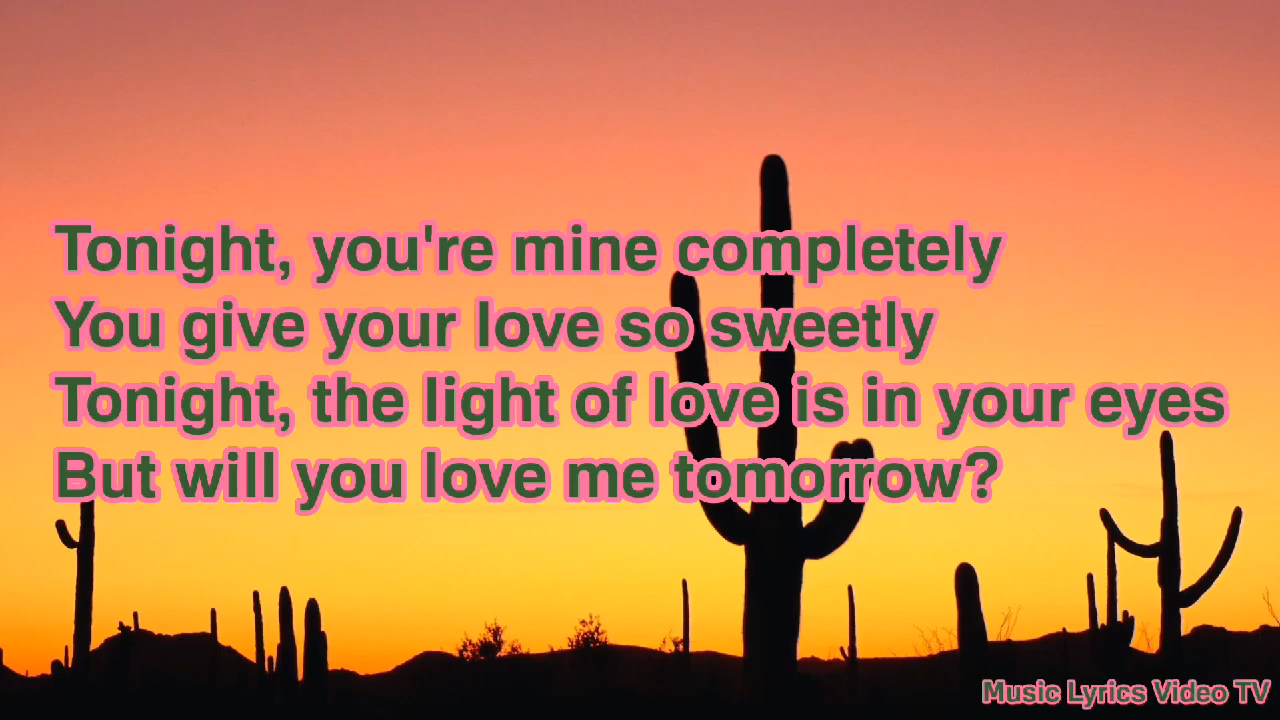 Tonight, you're mine completely
You give your love so sweetly
Tonight, the light of love is in your eyes
But will you love me tomorrow?
Music Lyrics Video TV